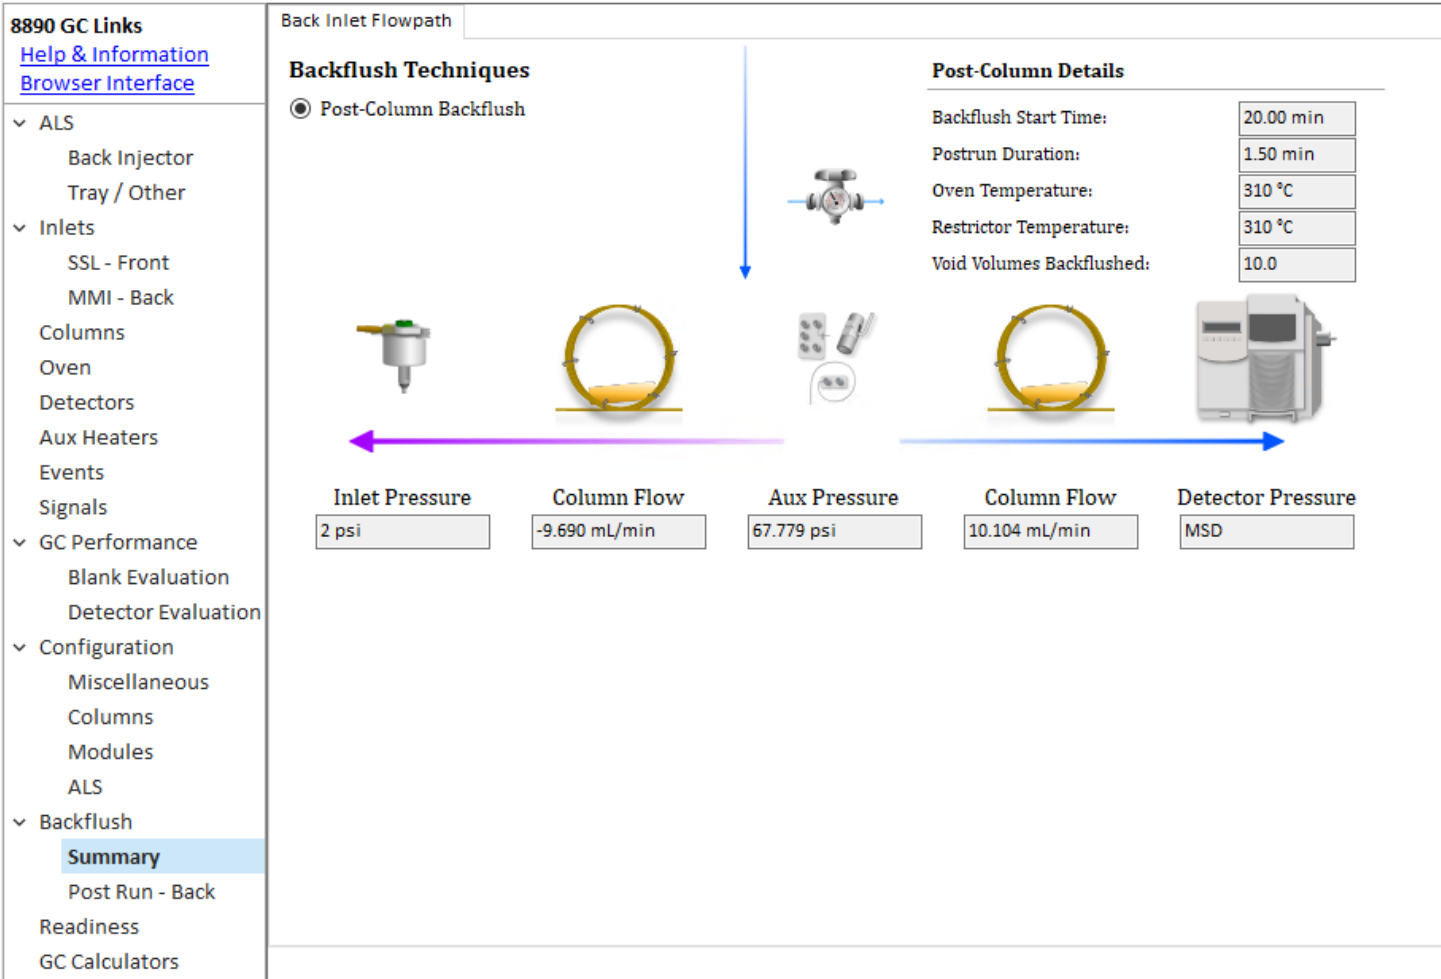 8890 GC Links
Help & Information
Browser Interface
ALS
Back Injector
Tray / Other
Inlets
SSL - Front
MMI - Back
Columns
Oven
Detectors
Aux Heaters
Events
Signals
GC Performance
Blank Evaluation
Detector Evaluation
Configuration
Miscellaneous
Columns
Modules
ALS
Backflush
Summary
Post Run - Back
Readiness
GC Calculators
Back Inlet Flowpath
Backflush Techniques
Post-Column Backflush
Post-Column Details
Backflush Start Time: 20.00 min
Postrun Duration: 1.50 min
Oven Temperature: 310 °C
Restrictor Temperature: 310 °C
Void Volumes Backflushed: 10.0
Inlet Pressure Column Flow Aux Pressure Column Flow Detector Pressure
2 psi -9.690 mL/min 67.779 psi 10.104 mL/min MSD